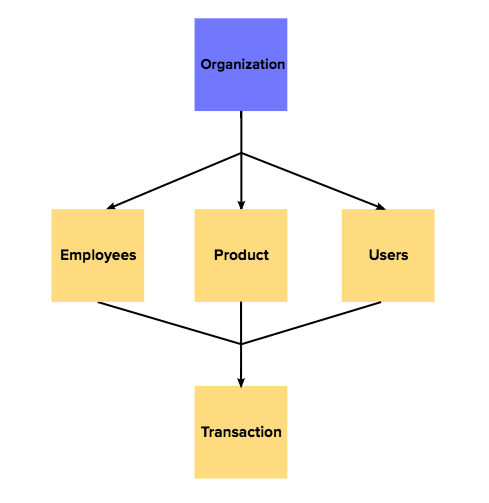 Organization
Employees
Product
Users
Transaction